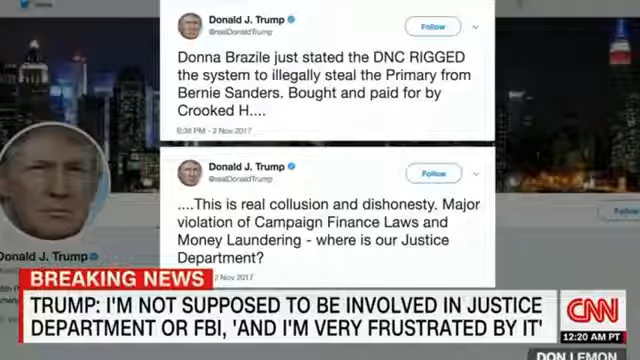 Donald J. Trump
@realDonaldTrump
Follow
Donna Brazile just stated the DNC RIGGED
the system to illegally steal the Primary from
Bernie Sanders. Bought and paid for by
Crooked H....
5:39 PM - 2 Nov 2017
Donald J. Trump
@realDonaldTrump
Follow
....This is real collusion and dishonesty. Major
violation of Campaign Finance Laws and
Money Laundering - where is our Justice
Department?
2 Nov 2017
Donald J. Trump
BREAKING NEWS
TRUMP: I'M NOT SUPPOSED TO BE INVOLVED IN JUSTICE
DEPARTMENT OR FBI, 'AND I'M VERY FRUSTRATED BY IT'
CNN
12:20 AM PT
DON LEMON